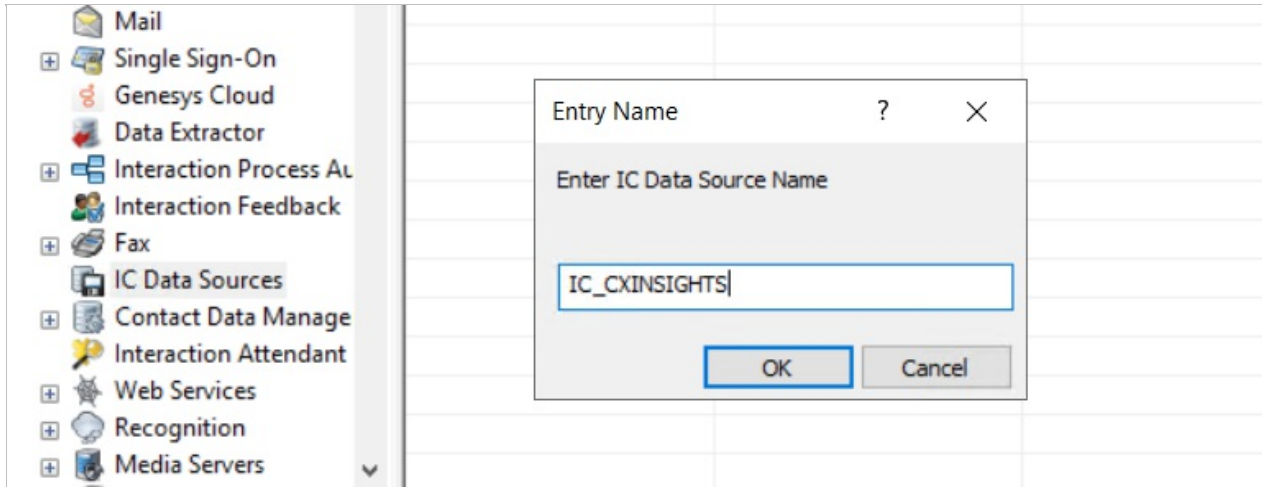 Mail
Single Sign-On
Genesys Cloud
Data Extractor
Interaction Process Au
Interaction Feedback
Fax
IC Data Sources
Contact Data Manage
Interaction Attendant
Web Services
Recognition
Media Servers
Entry Name
?
Enter IC Data Source Name
IC_CXINSIGHTS
OK Cancel